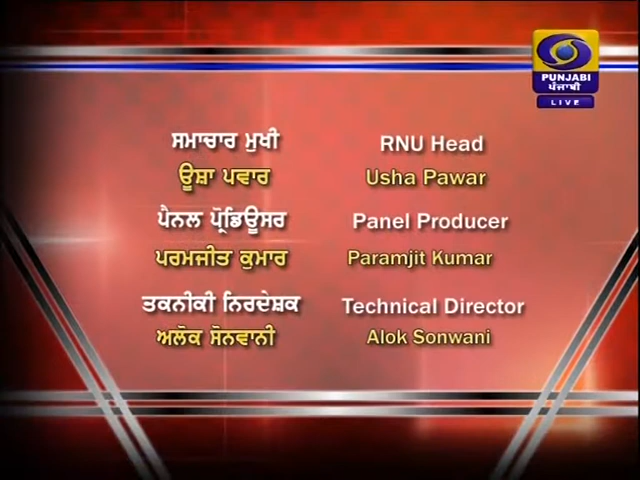 PUNJABI
ਪੰਜਾਬੀ
LIVE
ਸਮਾਚਾਰ ਮੁਖੀ RNU Head
ਊਸ਼ਾ ਪਵਾਰ Usha Pawar
ਪੈਨਲ ਪ੍ਰੋਡਿਊਸਰ Panel Producer
ਪਰਮਜੀਤ ਕੁਮਾਰ Paramjit Kumar
ਤਕਨੀਕੀ ਨਿਰਦੇਸ਼ਕ Technical Director
ਅਲੋਕ ਸੋਨਵਾਨੀ Alok Sonwani